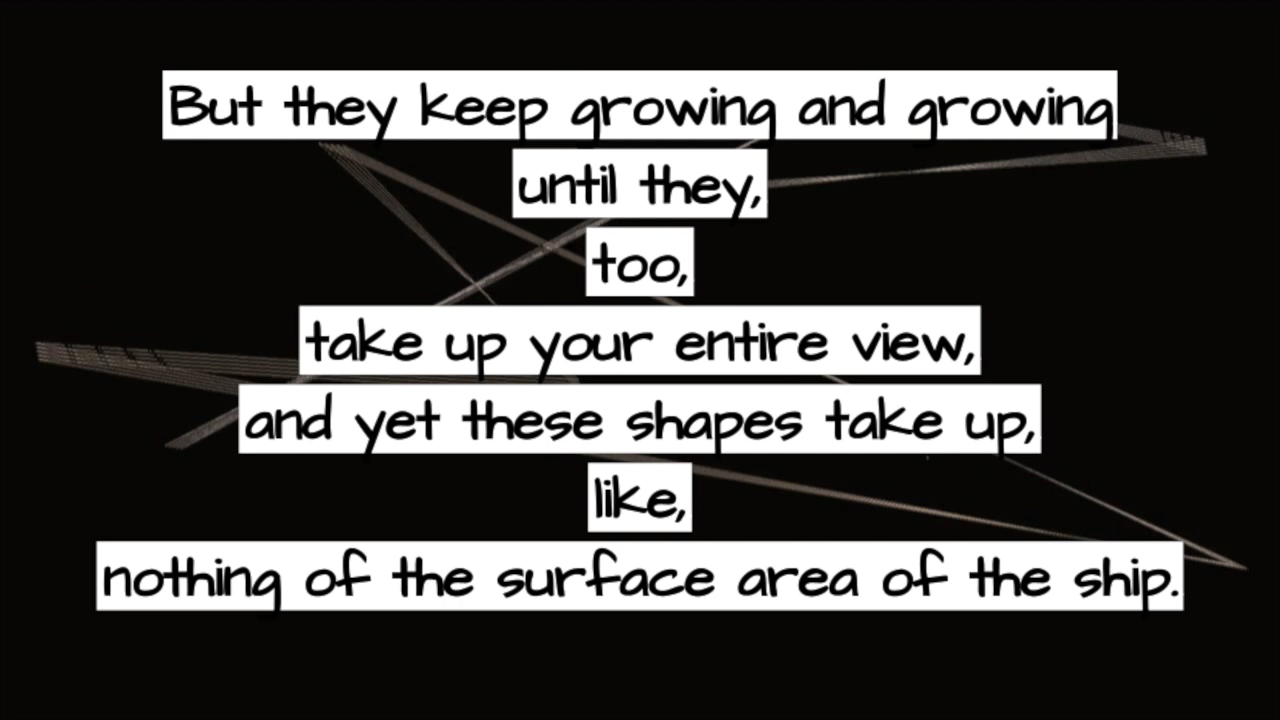 But they keep growing and growing
until they,
too,
take up your entire view,
and yet these shapes take up,
like,
nothing of the surface area of the ship.